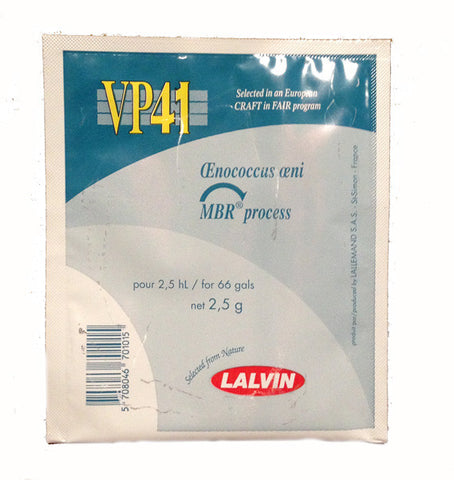 VP41
Selected in an European
CRAFT in FAIR program
Œnococcus œni
MBR® process
pour 2,5 hL / for 66 gals
net 2,5 g
Selected from Nature
LALVIN
produit par/produced by LALLEMAND S.A.S. St-Simon - France
5 708046 701015